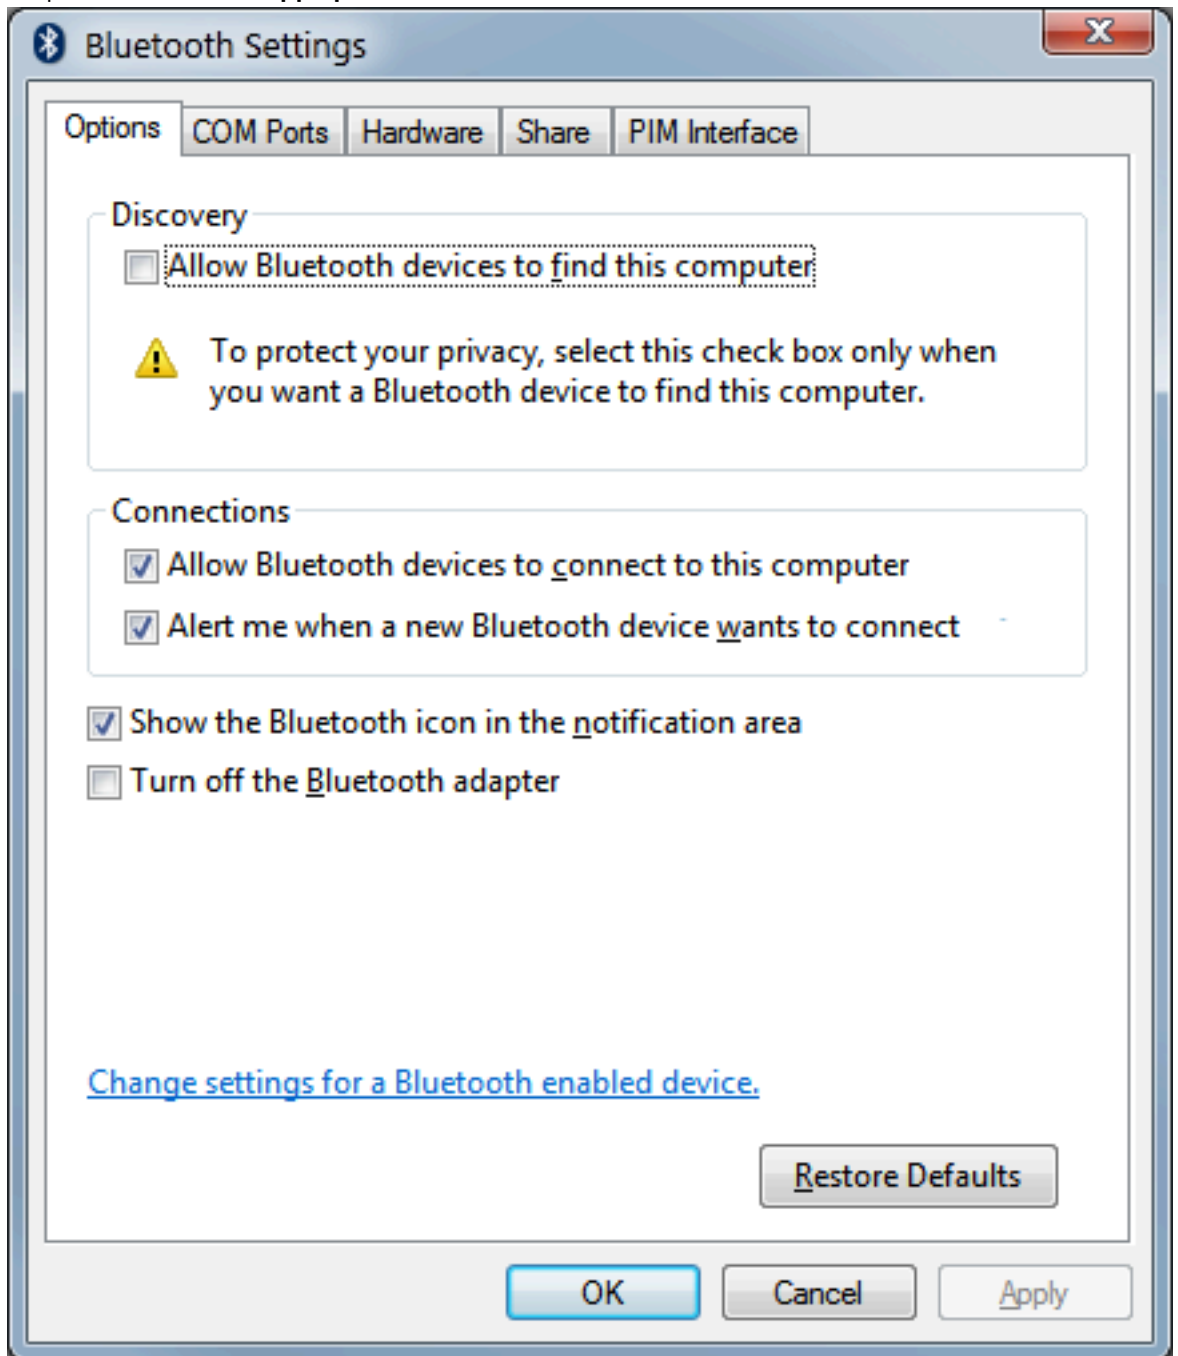 Bluetooth Settings
Options COM Ports Hardware Share PIM Interface
Discovery
Allow Bluetooth devices to find this computer
To protect your privacy, select this check box only when
you want a Bluetooth device to find this computer.
Connections
Allow Bluetooth devices to connect to this computer
Alert me when a new Bluetooth device wants to connect
Show the Bluetooth icon in the notification area
Turn off the Bluetooth adapter
Change settings for a Bluetooth enabled device.
Restore Defaults
OK Cancel Apply